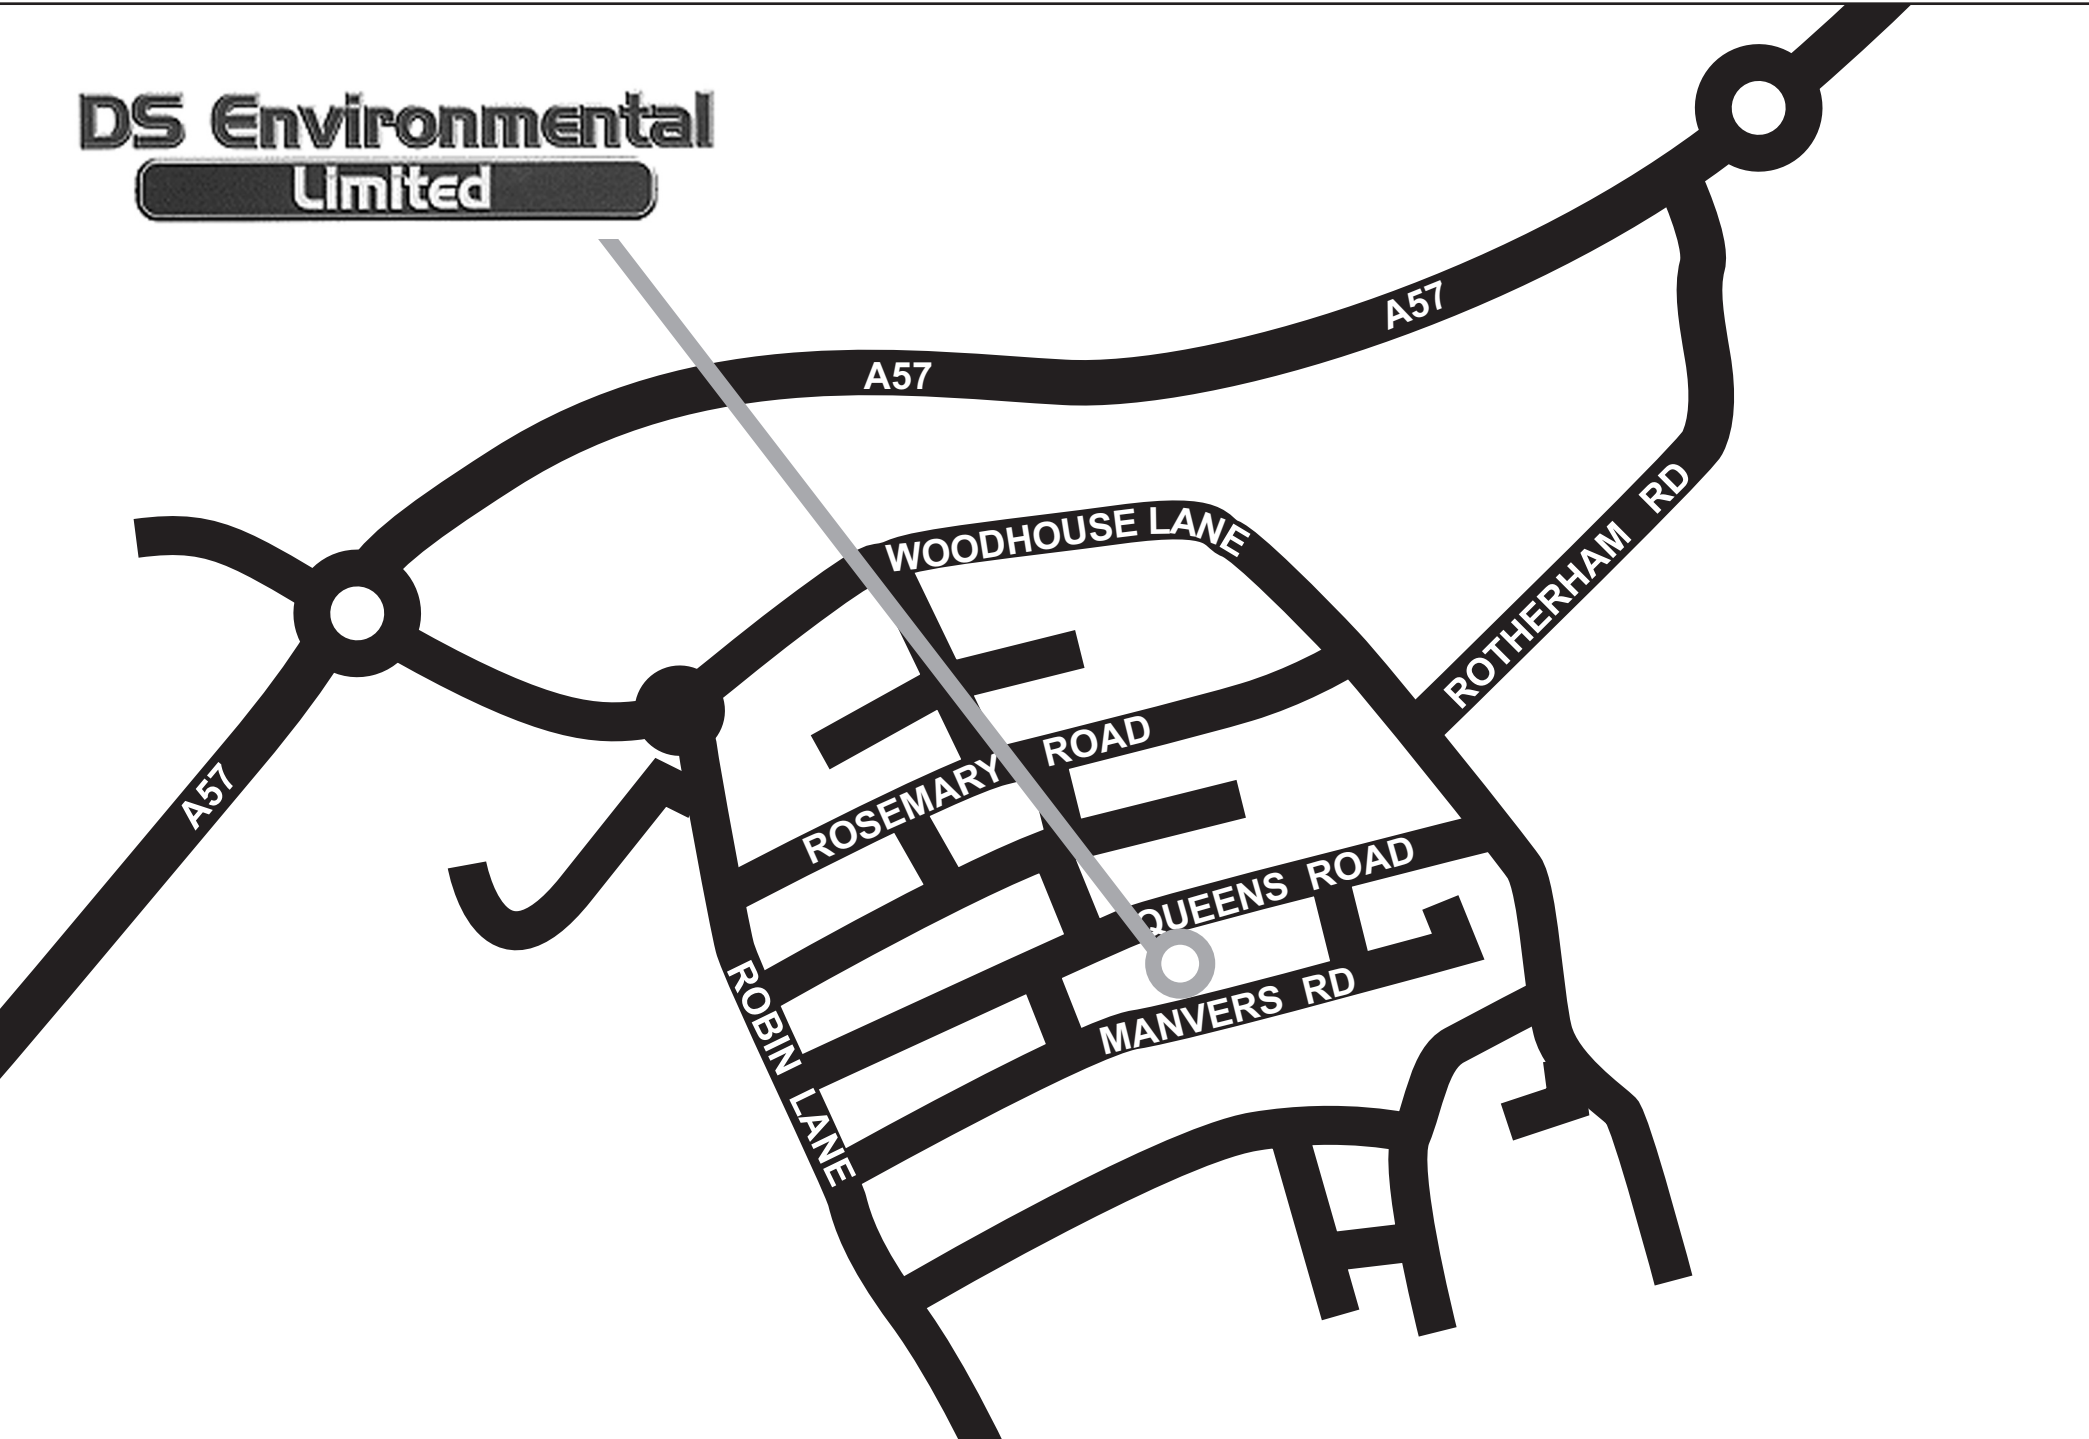 DS Environmental
Limited
A57
A57
WOODHOUSE LANE
ROTHERHAM RD
A57
ROSEMARY ROAD
QUEENS ROAD
MANVERS RD
ROBIN LANE